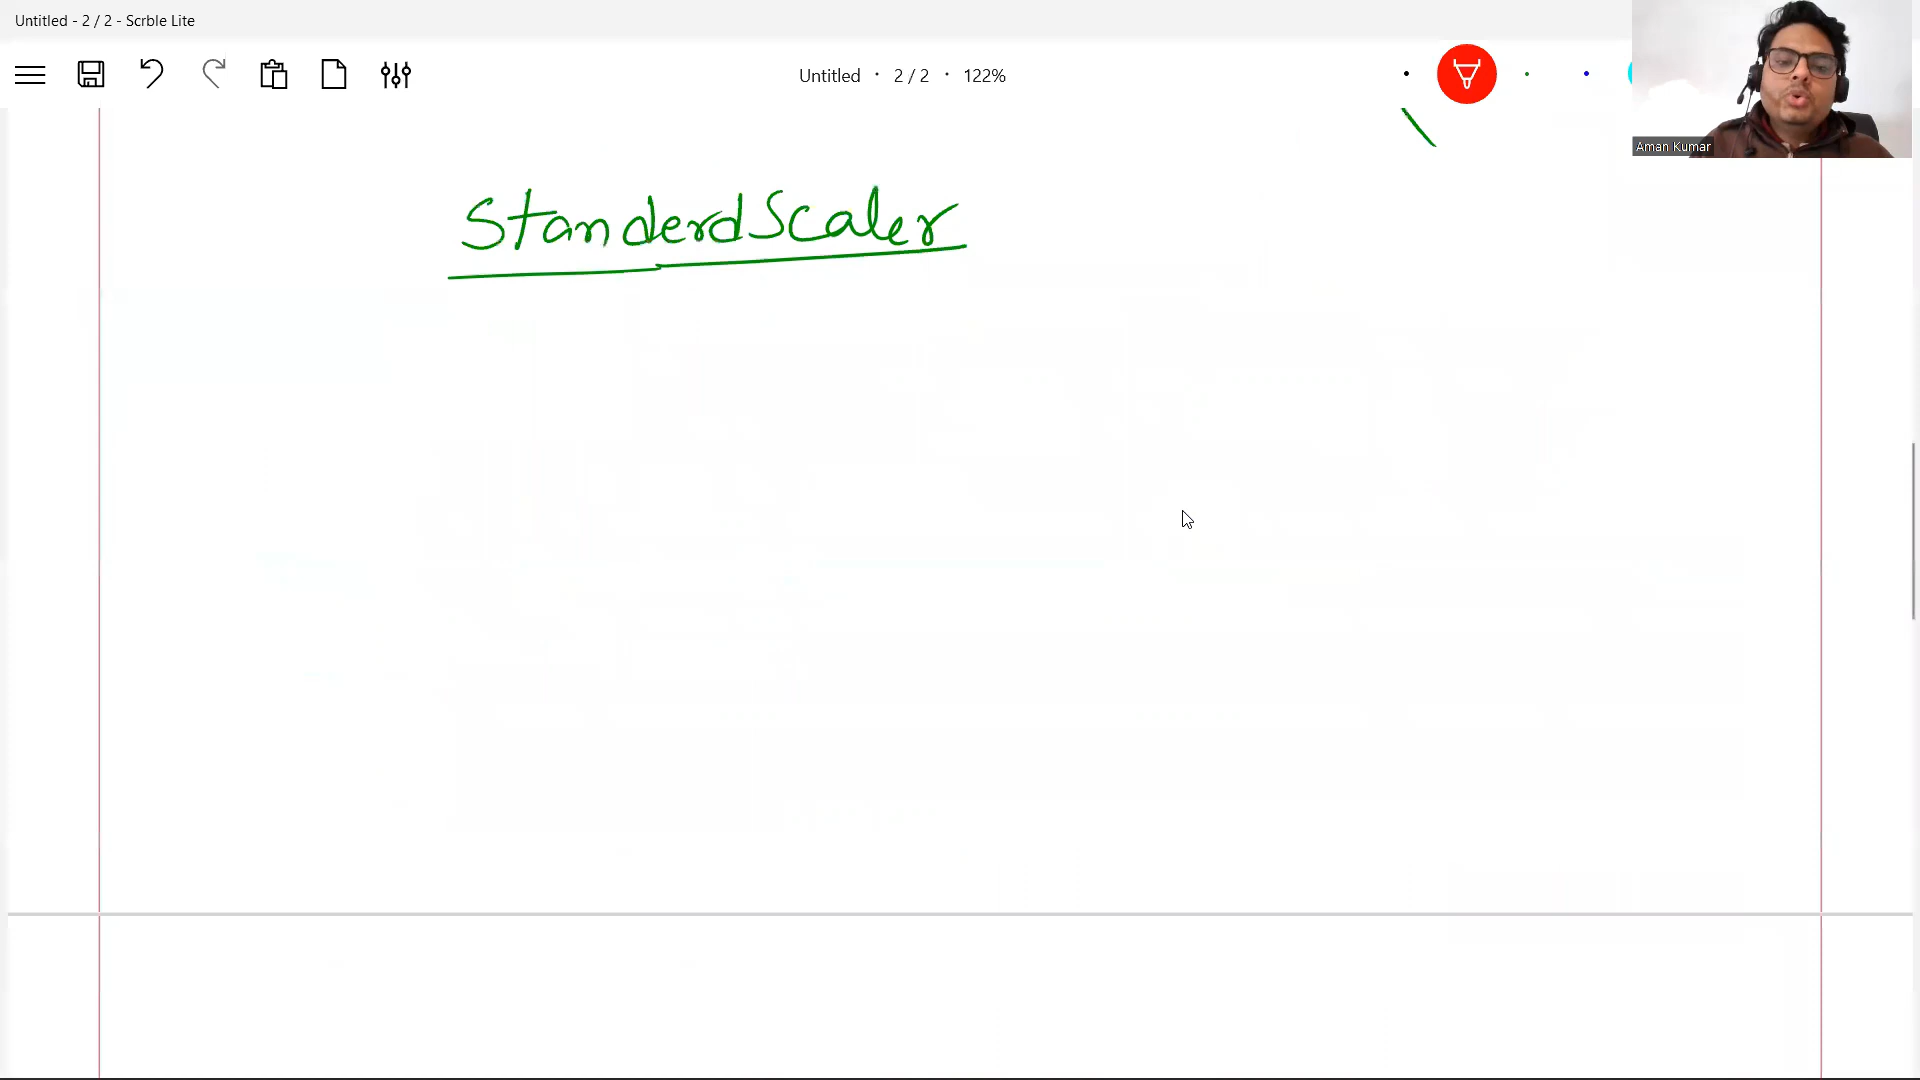 Untitled - 2 / 2 - Scrble Lite
Untitled · 2 / 2 · 122%
Aman Kumar
StanderdScaler